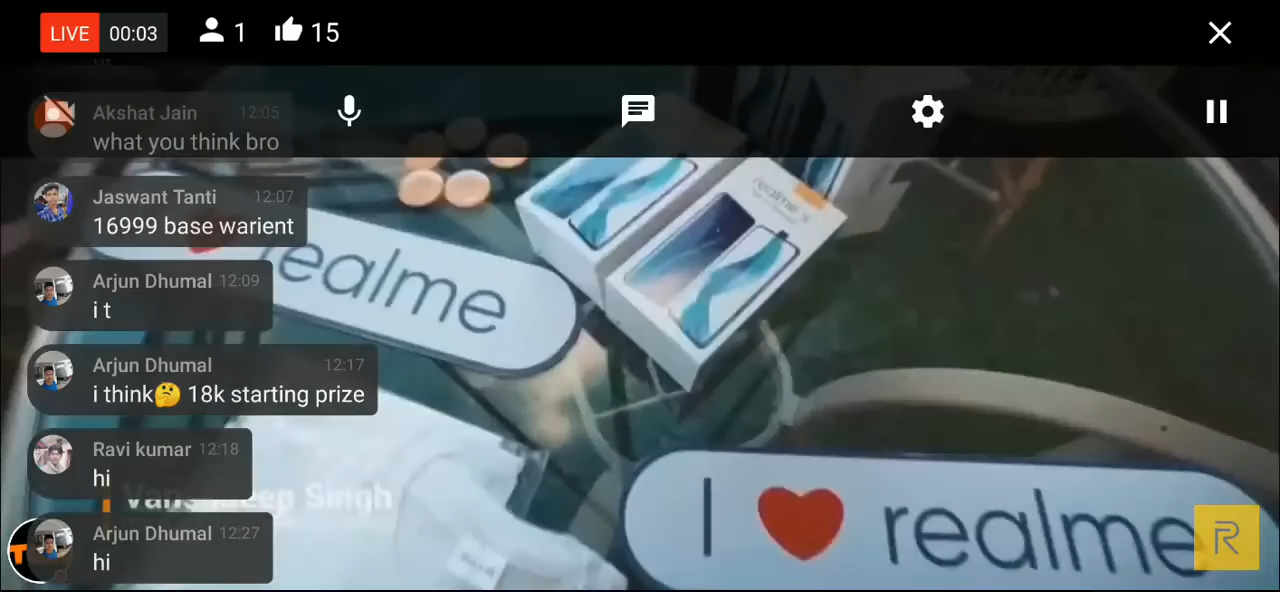 LIVE 00:03 1 15
Akshat Jain 12:05
what you think bro
Jaswant Tanti 12:07
16999 base warient
Arjun Dhumal 12:09
i t
Arjun Dhumal 12:17
i think🤔 18k starting prize
Ravi kumar 12:18
hi
Arjun Dhumal 12:27
hi
realme
realme
I ❤ realme
Singh
R